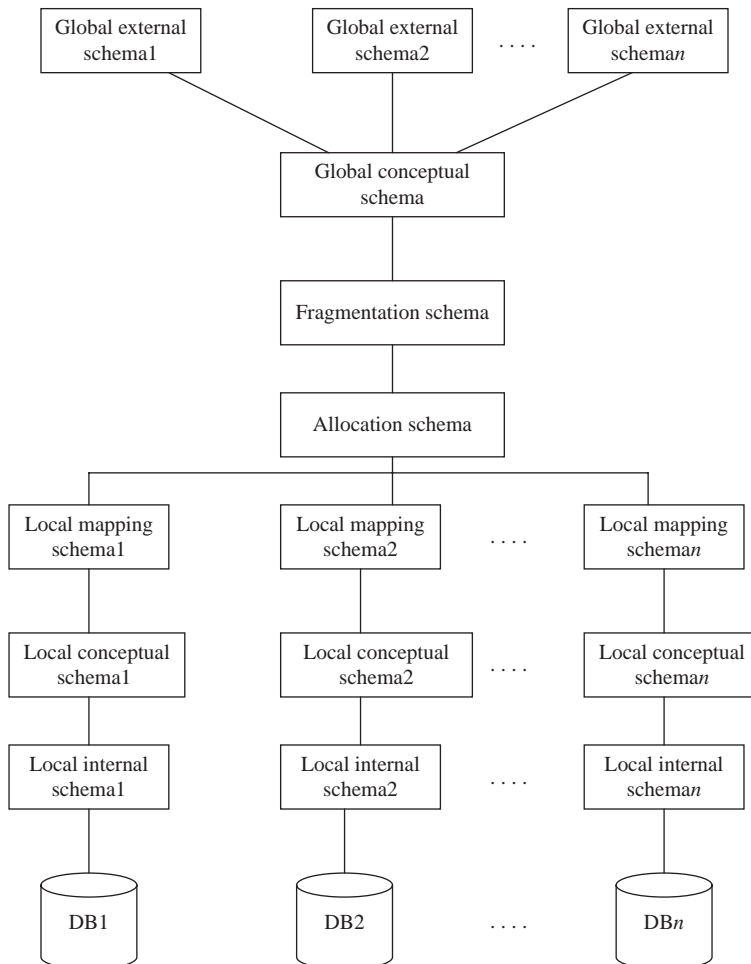 Global external
schema1
Global external
schema2
. . . .
Global external
scheman
Global conceptual
schema
Fragmentation schema
Allocation schema
Local mapping
schema1
Local mapping
schema2
. . . .
Local mapping
scheman
Local conceptual
schema1
Local conceptual
schema2
. . . .
Local conceptual
scheman
Local internal
schema1
Local internal
schema2
. . . .
Local internal
scheman
DB1
DB2
. . . .
DBn